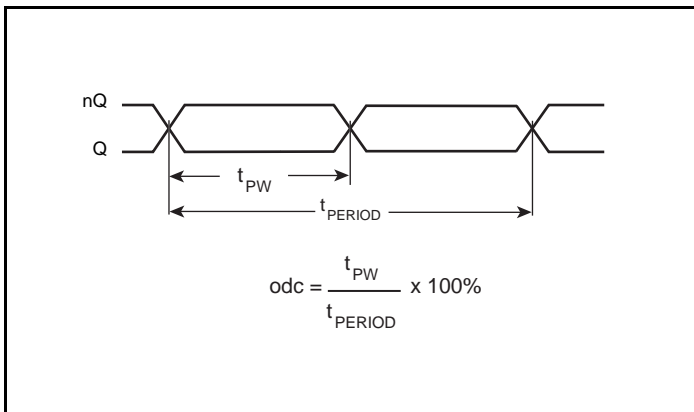 nQ
Q
tPW
tPERIOD
odc = tPW / tPERIOD x 100%